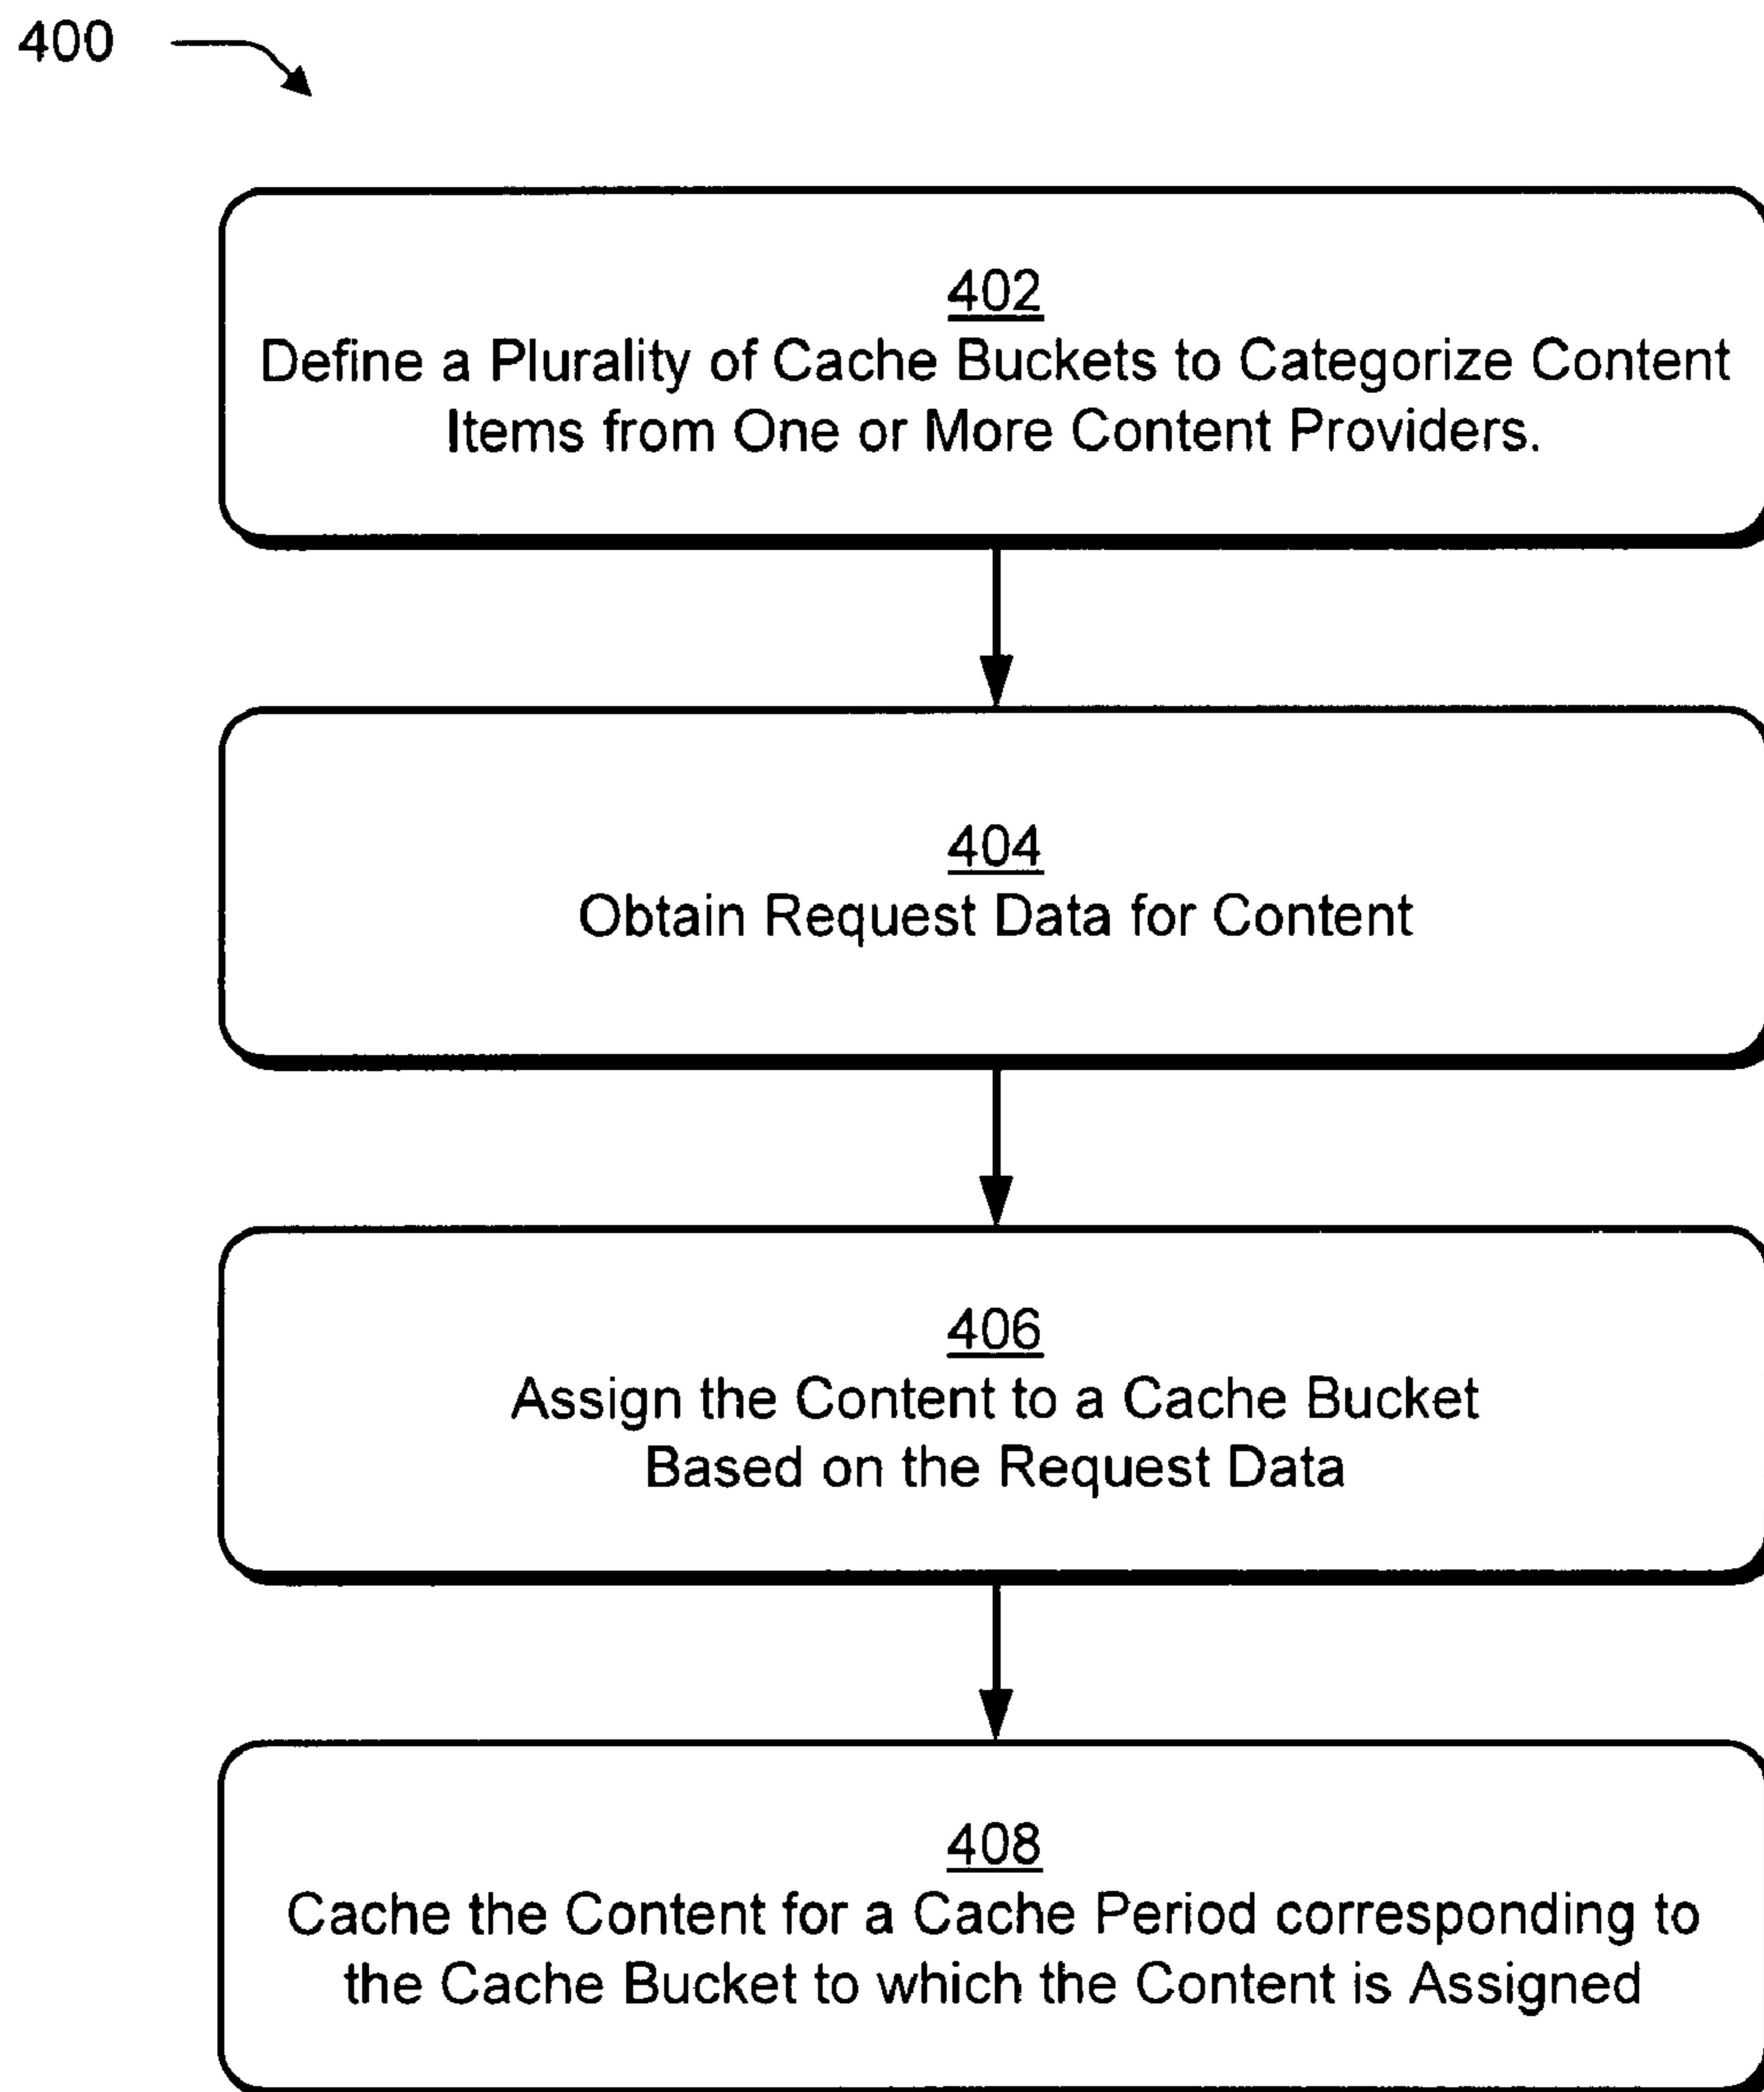 400
402
Define a Plurality of Cache Buckets to Categorize Content
Items from One or More Content Providers.
404
Obtain Request Data for Content
406
Assign the Content to a Cache Bucket
Based on the Request Data
408
Cache the Content for a Cache Period corresponding to
the Cache Bucket to which the Content is Assigned